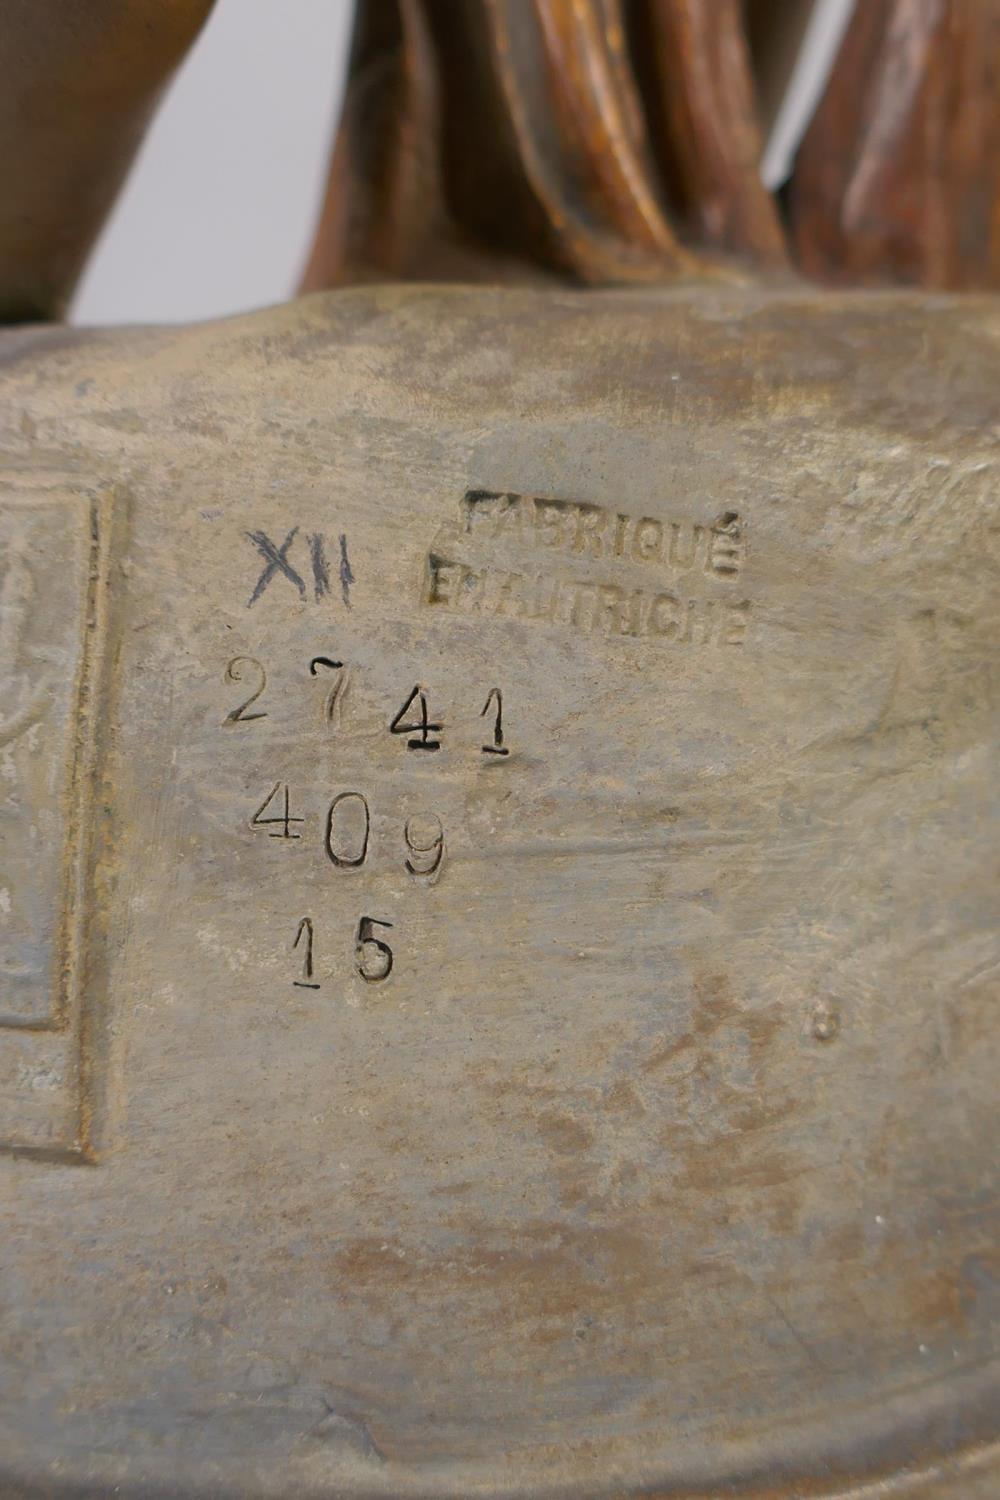 FABRIQUÉ
EN AUTRICHE
XII
2741
409
15